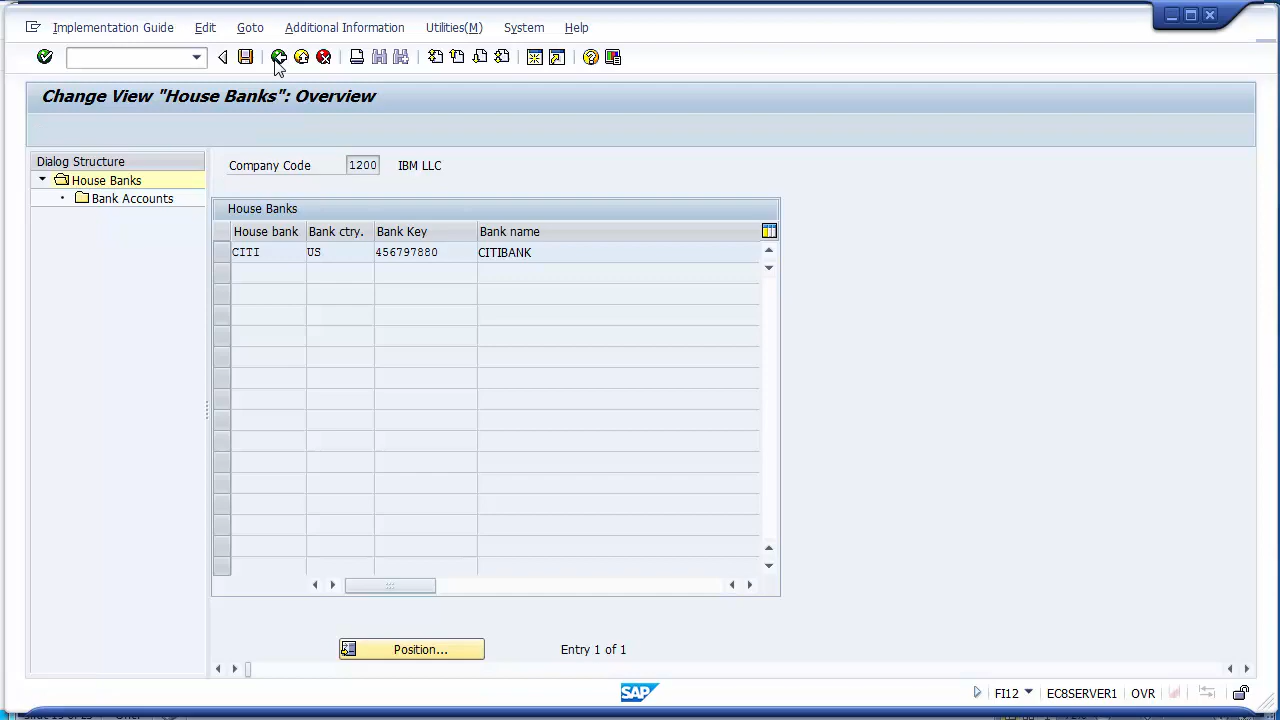 Implementation Guide Edit Goto Additional Information Utilities(M) System Help
Change View "House Banks": Overview
Dialog Structure
House Banks
Bank Accounts
Company Code 1200 IBM LLC
House Banks
House bank Bank ctry. Bank Key Bank name
CITI US 456797880 CITIBANK
Position... Entry 1 of 1
SAP FI12 EC8SERVER1 OVR